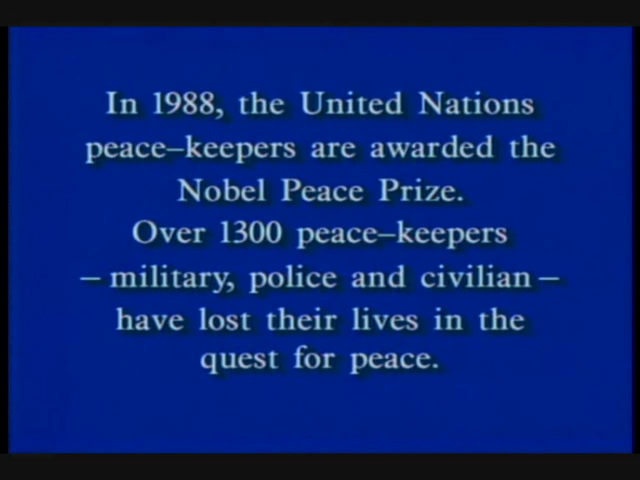 In 1988, the United Nations
peace–keepers are awarded the
Nobel Peace Prize.
Over 1300 peace–keepers
– military, police and civilian –
have lost their lives in the
quest for peace.